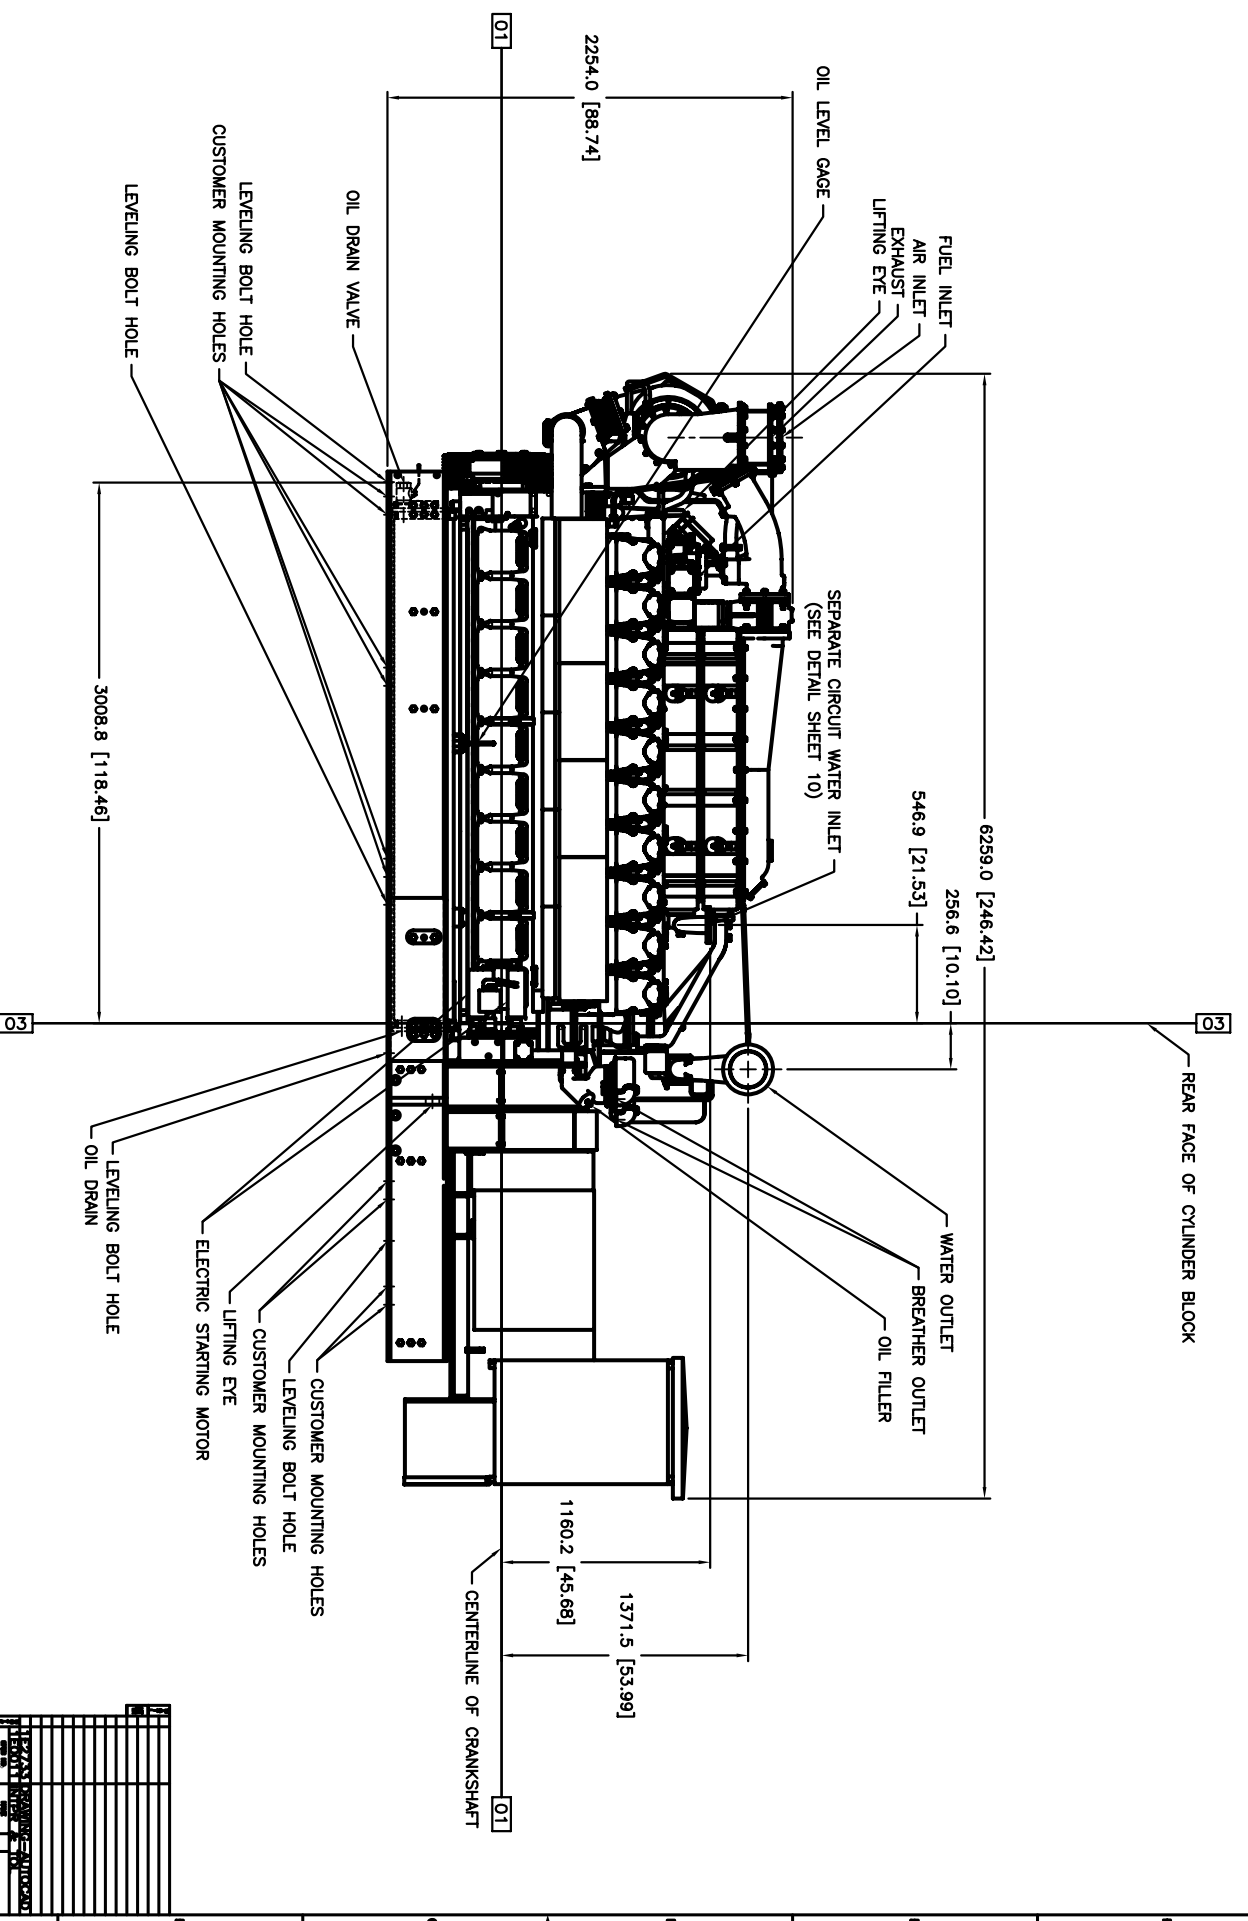 01
2254.0 [88.74]
OIL LEVEL GAGE
FUEL INLET
AIR INLET
EXHAUST
LIFTING EYE
OIL DRAIN VALVE
LEVELING BOLT HOLE
CUSTOMER MOUNTING HOLES
LEVELING BOLT HOLE
SEPARATE CIRCUIT WATER INLET
(SEE DETAIL SHEET 10)
6259.0 [246.42]
546.9 [21.53]
256.6 [10.10]
3008.8 [118.46]
03
03
REAR FACE OF CYLINDER BLOCK
WATER OUTLET
BREATHER OUTLET
OIL FILLER
LEVELING BOLT HOLE
OIL DRAIN
ELECTRIC STARTING MOTOR
LIFTING EYE
CUSTOMER MOUNTING HOLES
LEVELING BOLT HOLE
CUSTOMER MOUNTING HOLES
1160.2 [45.68]
1371.5 [53.99]
CENTERLINE OF CRANKSHAFT
01
DRAWING-AUTOCAD